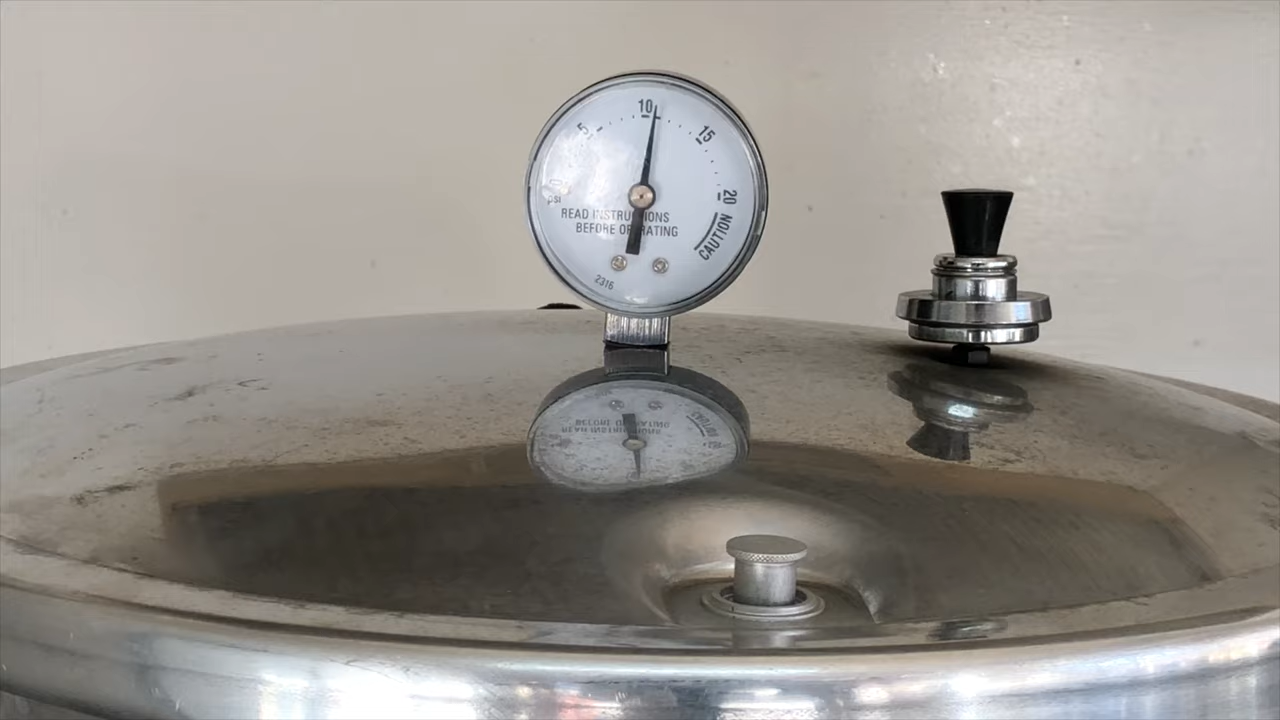 10
5
15
20
psi
READ INSTRUCTIONS
BEFORE OPERATING
CAUTION
2316